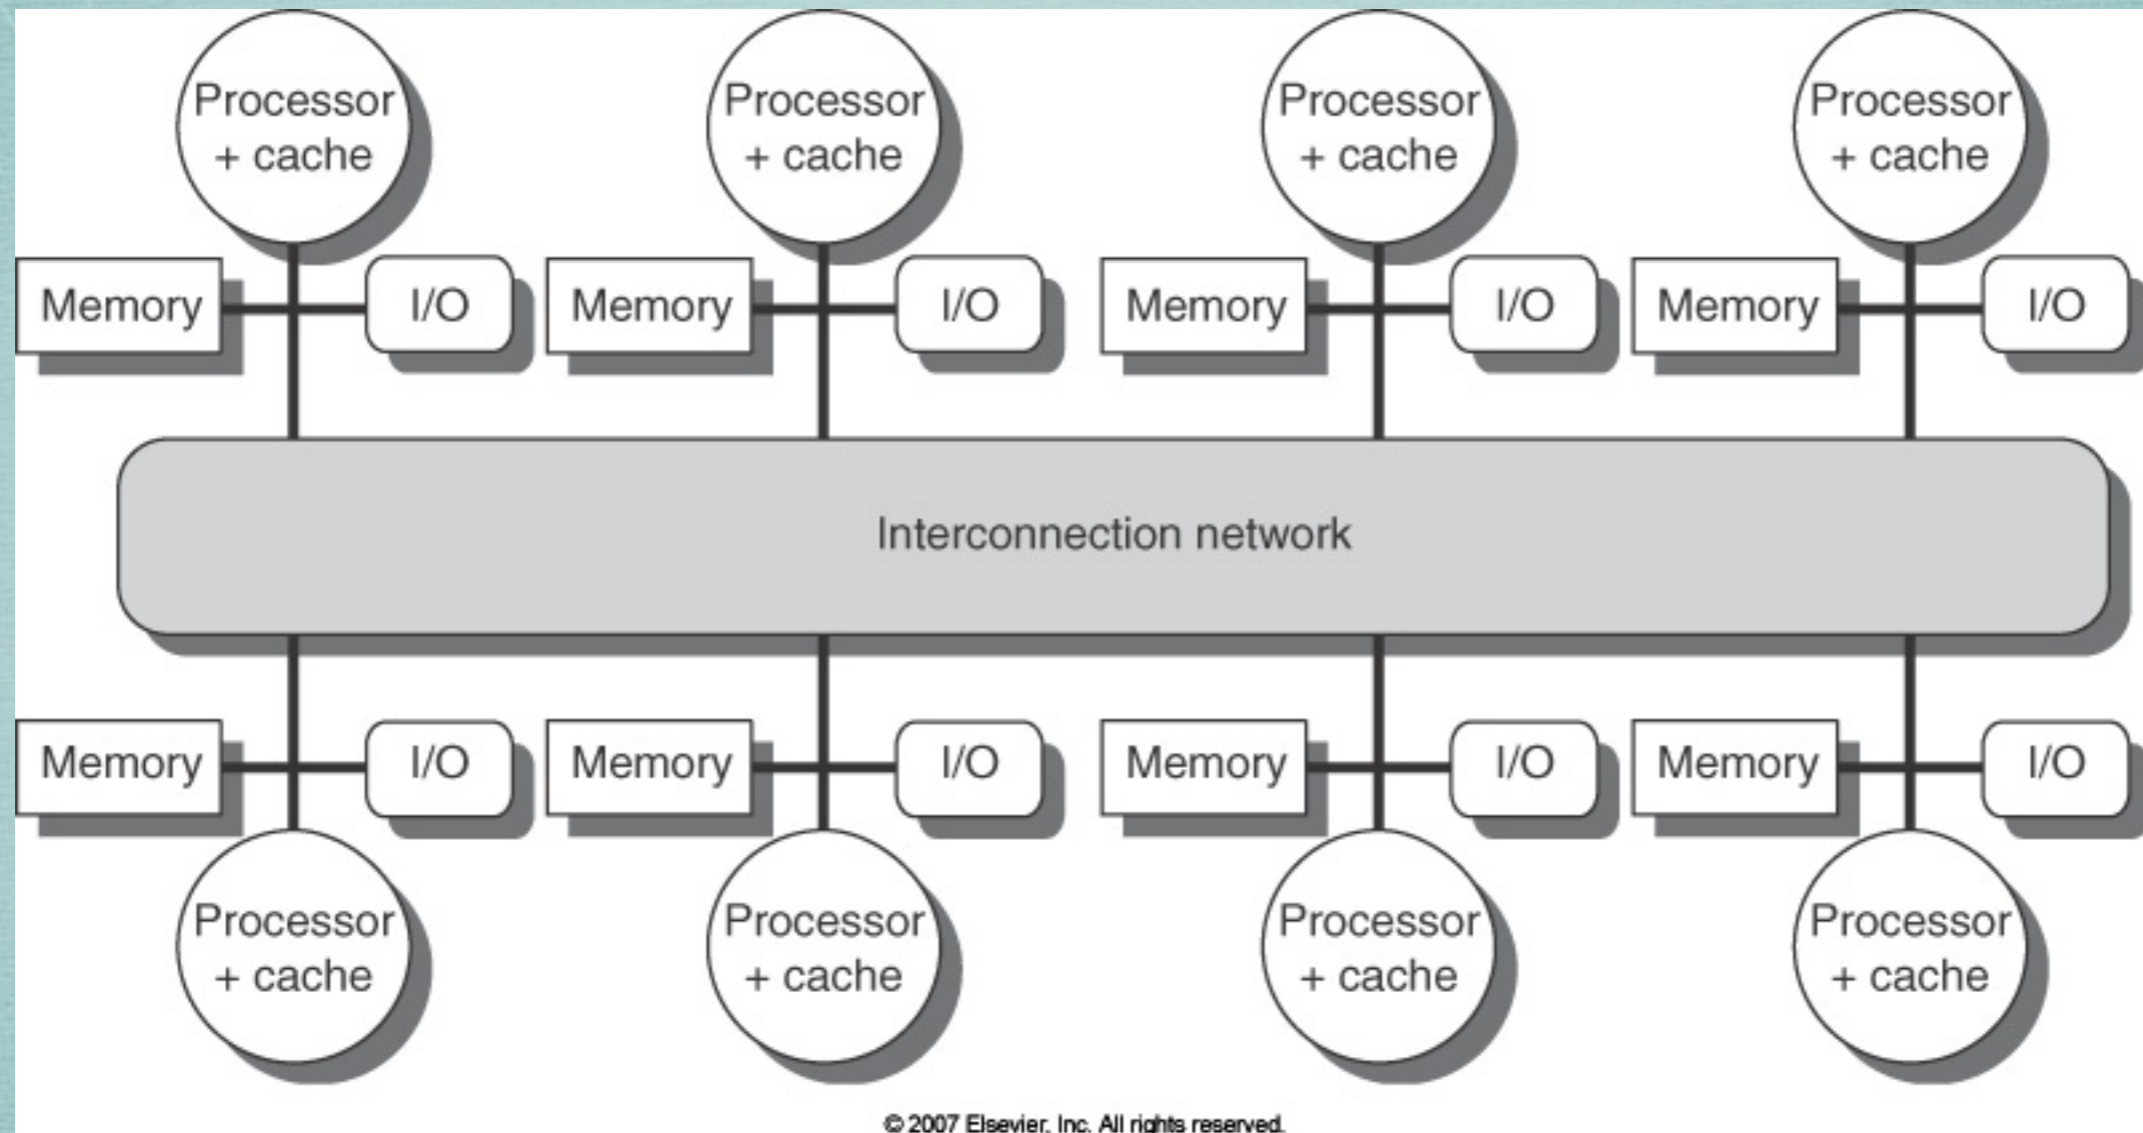 Processor
+ cache
Processor
+ cache
Processor
+ cache
Processor
+ cache
Memory
I/O
Memory
I/O
Memory
I/O
Memory
I/O
Interconnection network
Memory
I/O
Memory
I/O
Memory
I/O
Memory
I/O
Processor
+ cache
Processor
+ cache
Processor
+ cache
Processor
+ cache
© 2007 Elsevier, Inc. All rights reserved.